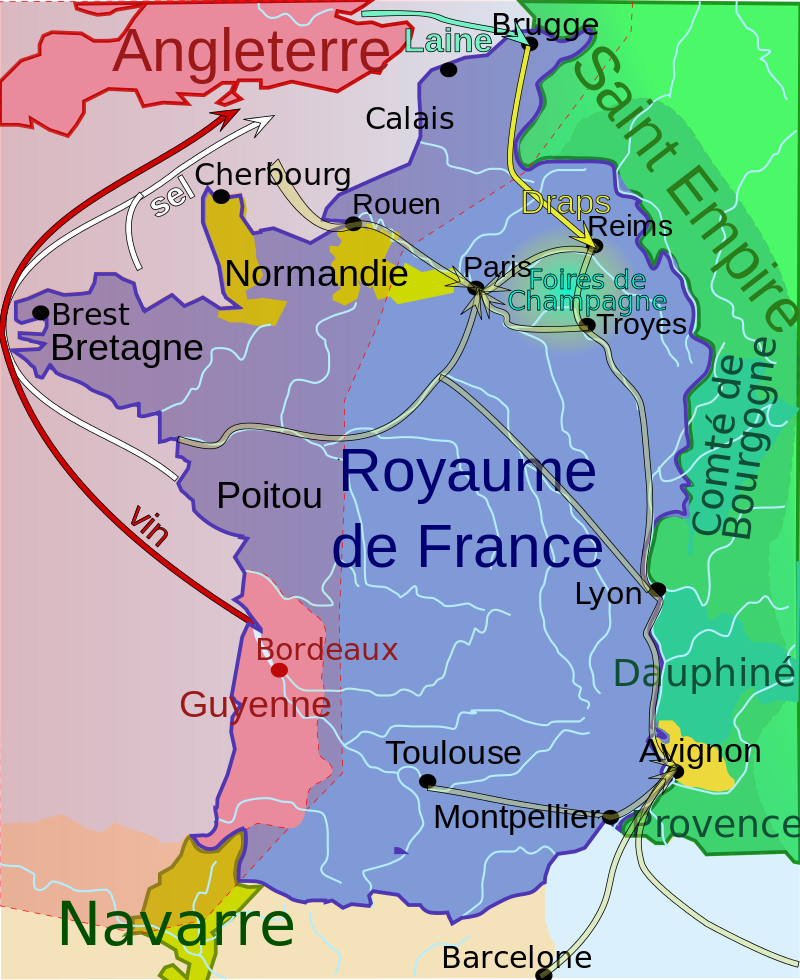 Brugge
Angleterre
Laine
Calais
Saint Empire
Cherbourg
sel
Rouen
Draps
Reims
Normandie
Paris
Foires de
Champagne
Brest
Troyes
Bretagne
Comté de
Bourgogne
Poitou
Royaume
de France
vin
Lyon
Bordeaux
Dauphiné
Guyenne
Toulouse
Avignon
Montpellier
Provence
Navarre
Barcelone